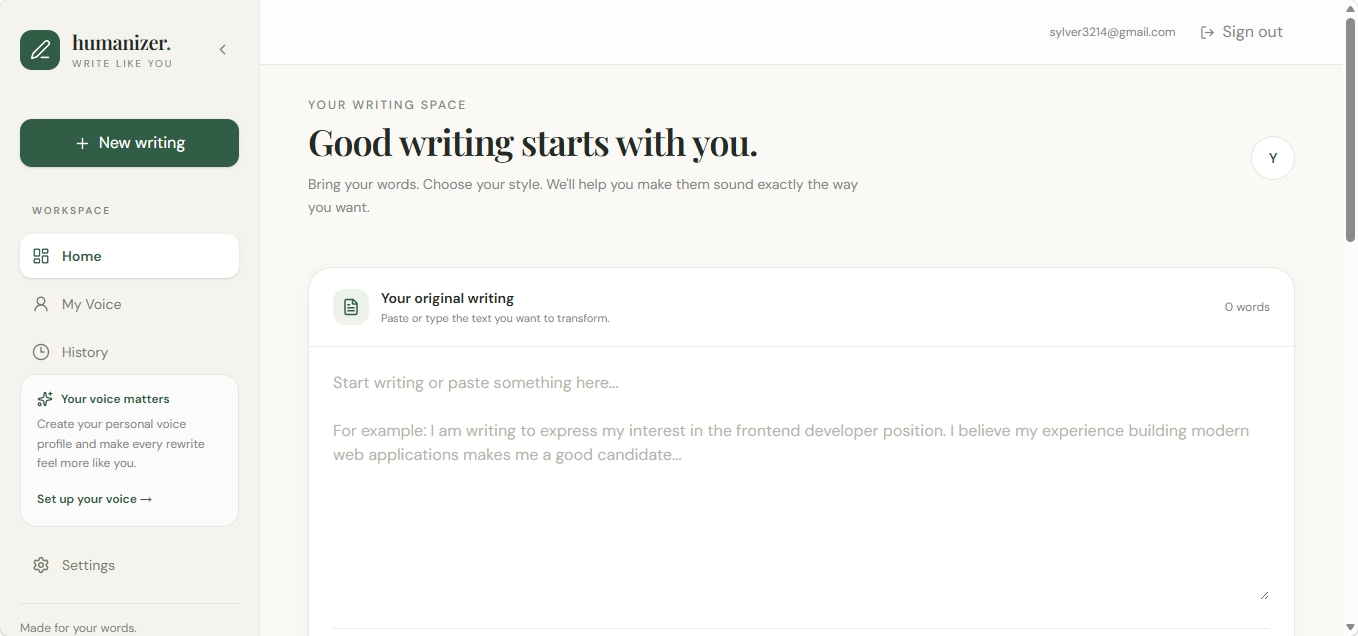 humanizer.
WRITE LIKE YOU
sylver3214@gmail.com
Sign out
+ New writing
WORKSPACE
Home
My Voice
History
Your voice matters
Create your personal voice
profile and make every rewrite
feel more like you.
Set up your voice →
Settings
Made for your words.
YOUR WRITING SPACE
Good writing starts with you.
Bring your words. Choose your style. We'll help you make them sound exactly the way
you want.
Y
Your original writing
Paste or type the text you want to transform.
0 words
Start writing or paste something here...
For example: I am writing to express my interest in the frontend developer position. I believe my experience building modern
web applications makes me a good candidate...